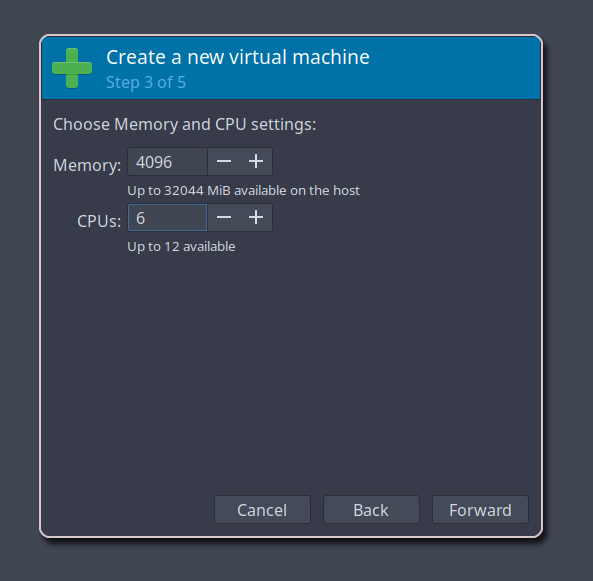 Create a new virtual machine
Step 3 of 5
Choose Memory and CPU settings:
Memory: 4096 − +
Up to 32044 MiB available on the host
CPUs: 6 − +
Up to 12 available
Cancel Back Forward